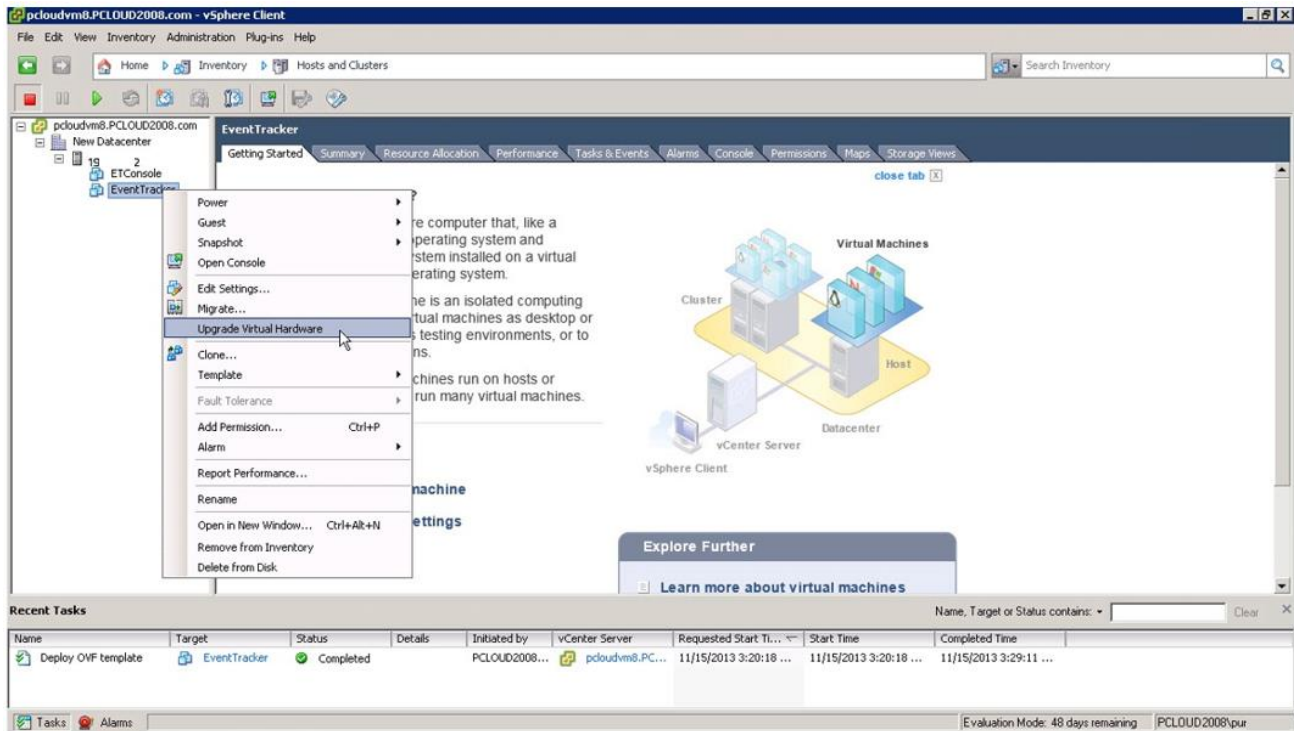 pcloudvm8.PCLOUD2008.com - vSphere Client
File Edit View Inventory Administration Plug-ins Help
Home Inventory Hosts and Clusters
Search Inventory
pcloudvm8.PCLOUD2008.com
New Datacenter
19 2
ETConsole
EventTracker
EventTracker
Getting Started Summary Resource Allocation Performance Tasks & Events Alarms Console Permissions Maps Storage Views
close tab X
Power
Guest
Snapshot
Open Console
Edit Settings...
Migrate...
Upgrade Virtual Hardware
Clone...
Template
Fault Tolerance
Add Permission... Ctrl+P
Alarm
Report Performance...
Rename
Open in New Window... Ctrl+Alt+N
Remove from Inventory
Delete from Disk
?
re computer that, like a
operating system and
ystem installed on a virtual
erating system.
ne is an isolated computing
rtual machines as desktop or
s testing environments, or to
ns.
chines run on hosts or
run many virtual machines.
machine
ettings
Virtual Machines
Cluster
Host
Datacenter
vCenter Server
vSphere Client
Explore Further
Learn more about virtual machines
Recent Tasks
Name, Target or Status contains: Clear X
Name Target Status Details Initiated by vCenter Server Requested Start Ti... Start Time Completed Time
Deploy OVF template EventTracker Completed PCLOUD2008... pcloudvm8.PC... 11/15/2013 3:20:18 ... 11/15/2013 3:20:18 ... 11/15/2013 3:29:11 ...
Tasks Alarms Evaluation Mode: 48 days remaining PCLOUD2008\pur